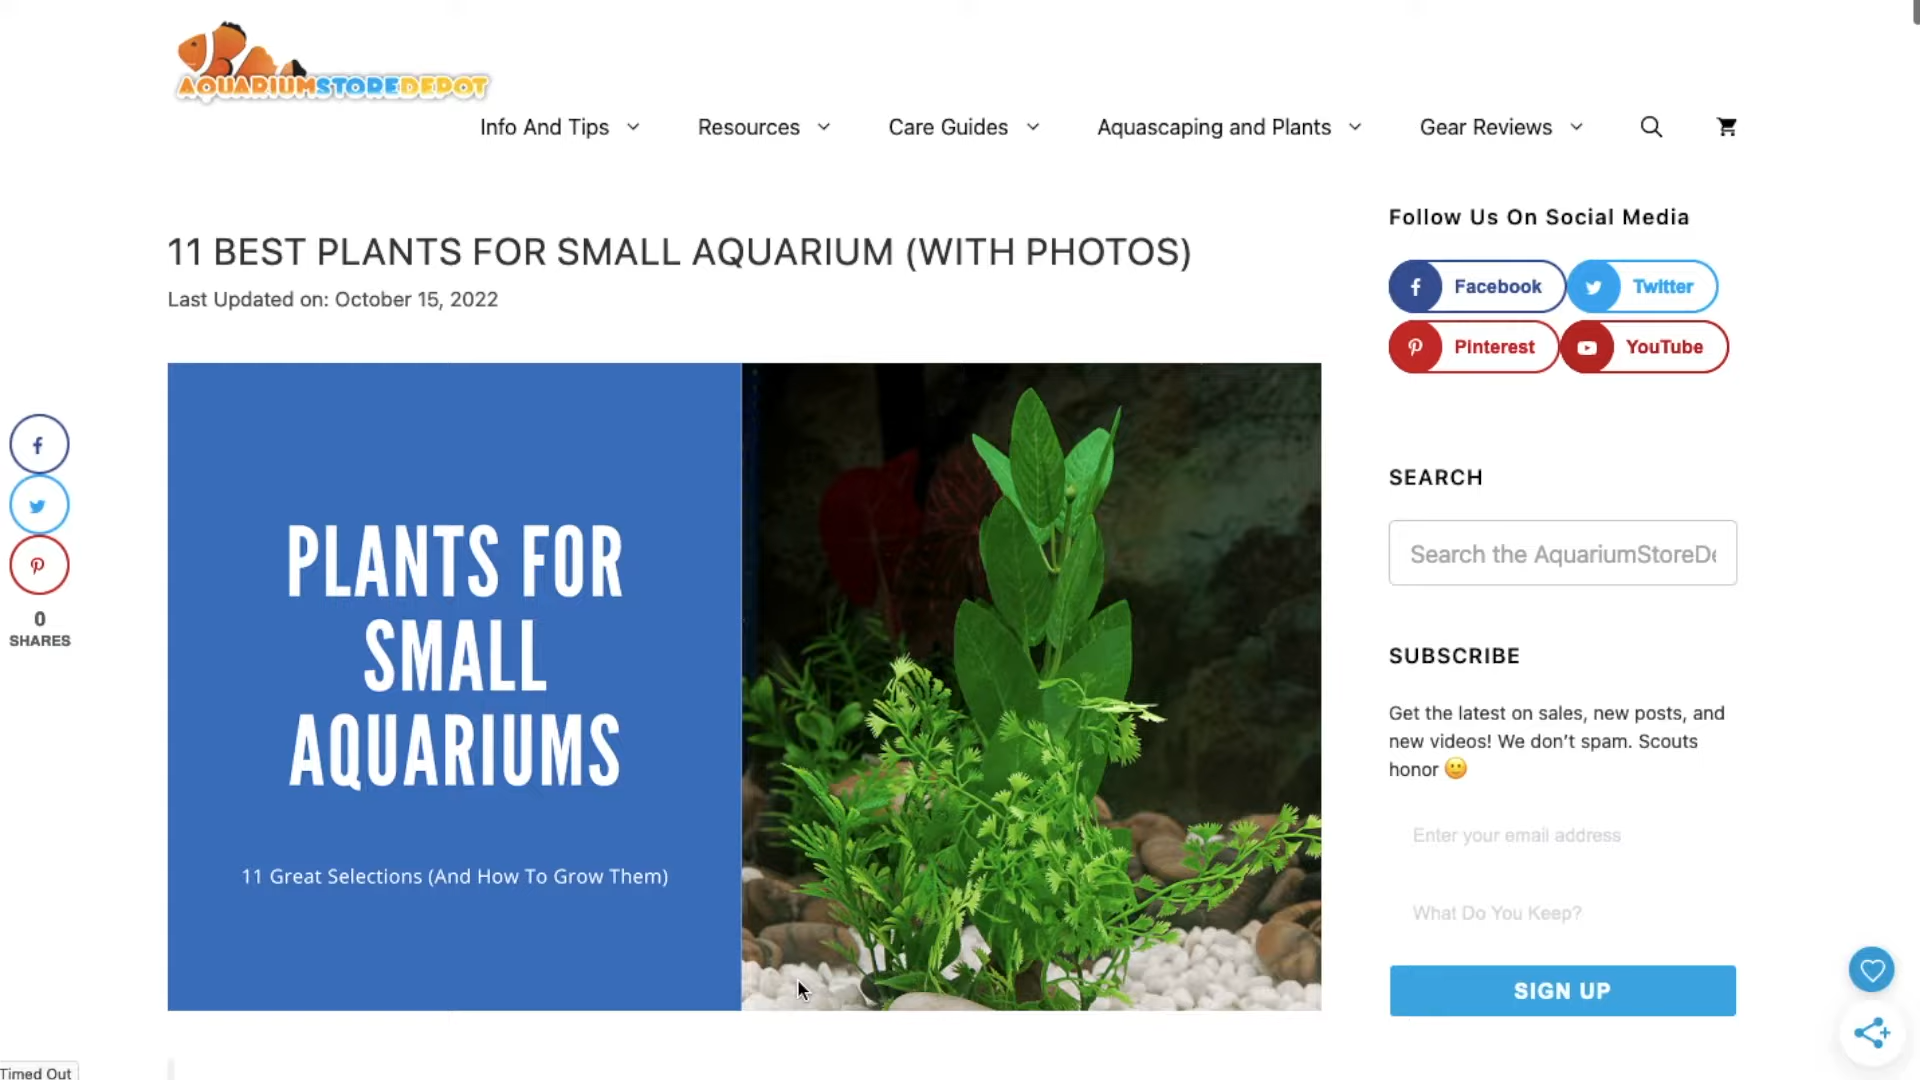 AQUARIUMSTOREDEPOT
Info And Tips
Resources
Care Guides
Aquascaping and Plants
Gear Reviews
11 BEST PLANTS FOR SMALL AQUARIUM (WITH PHOTOS)
Last Updated on: October 15, 2022
PLANTS FOR
SMALL
AQUARIUMS
11 Great Selections (And How To Grow Them)
0
SHARES
Follow Us On Social Media
Facebook
Twitter
Pinterest
YouTube
SEARCH
Search the AquariumStoreDe
SUBSCRIBE
Get the latest on sales, new posts, and
new videos! We don’t spam. Scouts
honor 🙂
Enter your email address
What Do You Keep?
SIGN UP
Timed Out